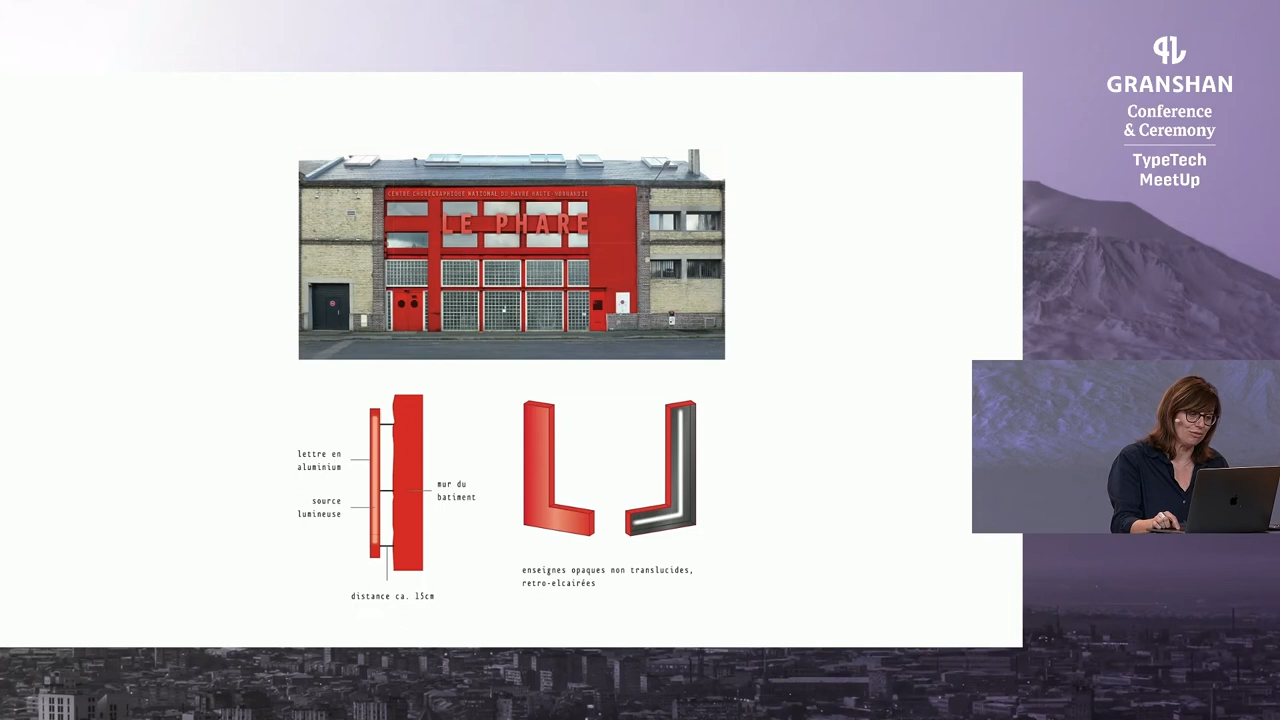 GRANSHAN
Conference
& Ceremony
TypeTech
MeetUp
CENTRE CHORÉGRAPHIQUE NATIONAL DU HAVRE HAUTE-NORMANDIE
LE PHARE
lettre en
aluminium
source
lumineuse
mur du
batiment
distance ca. 15cm
enseignes opaques non translucides,
retro-elcairées